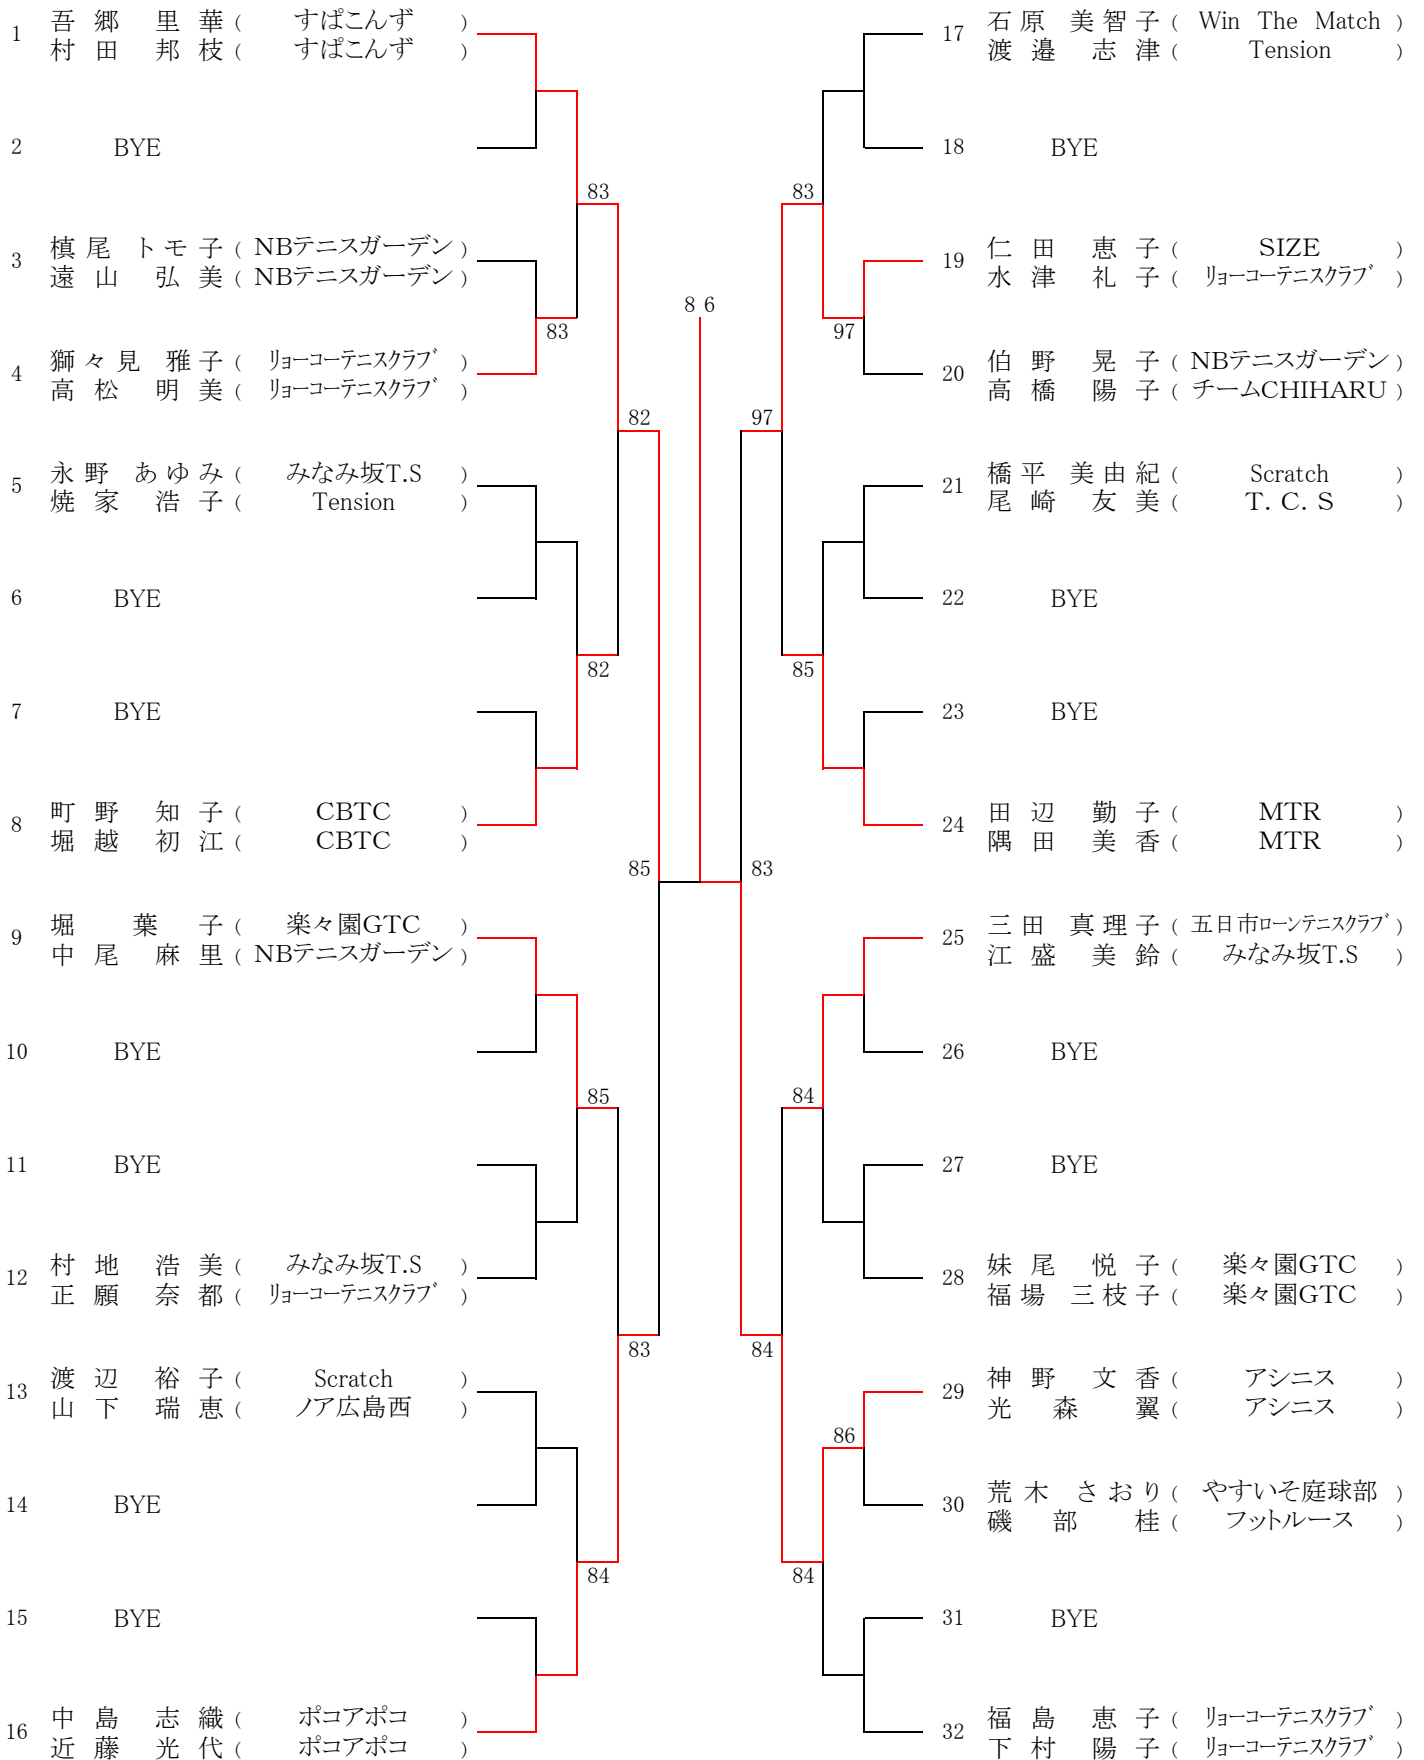 1 吾郷 里華 ( すぱこんず )
村田 邦枝 ( すぱこんず )
2 BYE
83
3 槙尾 トモ子 ( NBテニスガーデン )
遠山 弘美 ( NBテニスガーデン )
83
4 獅々見 雅子 ( リョーコーテニスクラブ )
高松 明美 ( リョーコーテニスクラブ )
82
5 永野 あゆみ ( みなみ坂T.S )
焼家 浩子 ( Tension )
6 BYE
82
7 BYE
8 町野 知子 ( CBTC )
堀越 初江 ( CBTC )
85
9 堀 葉子 ( 楽々園GTC )
中尾 麻里 ( NBテニスガーデン )
10 BYE
85
11 BYE
12 村地 浩美 ( みなみ坂T.S )
正願 奈都 ( リョーコーテニスクラブ )
83
13 渡辺 裕子 ( Scratch )
山下 瑞恵 ( ノア広島西 )
14 BYE
84
15 BYE
16 中島 志織 ( ポコアポコ )
近藤 光代 ( ポコアポコ )
8 6
17 石原 美智子 ( Win The Match )
渡邉 志津 ( Tension )
18 BYE
83
19 仁田 恵子 ( SIZE )
水津 礼子 ( リョーコーテニスクラブ )
97
20 伯野 晃子 ( NBテニスガーデン )
高橋 陽子 ( チームCHIHARU )
97
21 橋平 美由紀 ( Scratch )
尾崎 友美 ( T. C. S )
22 BYE
85
23 BYE
24 田辺 勤子 ( MTR )
隅田 美香 ( MTR )
83
25 三田 真理子 ( 五日市ローンテニスクラブ )
江盛 美鈴 ( みなみ坂T.S )
26 BYE
84
27 BYE
28 妹尾 悦子 ( 楽々園GTC )
福場 三枝子 ( 楽々園GTC )
84
29 神野 文香 ( アシニス )
光森 翼 ( アシニス )
86
30 荒木 さおり ( やすいそ庭球部 )
磯部 桂 ( フットルース )
84
31 BYE
32 福島 恵子 ( リョーコーテニスクラブ )
下村 陽子 ( リョーコーテニスクラブ )